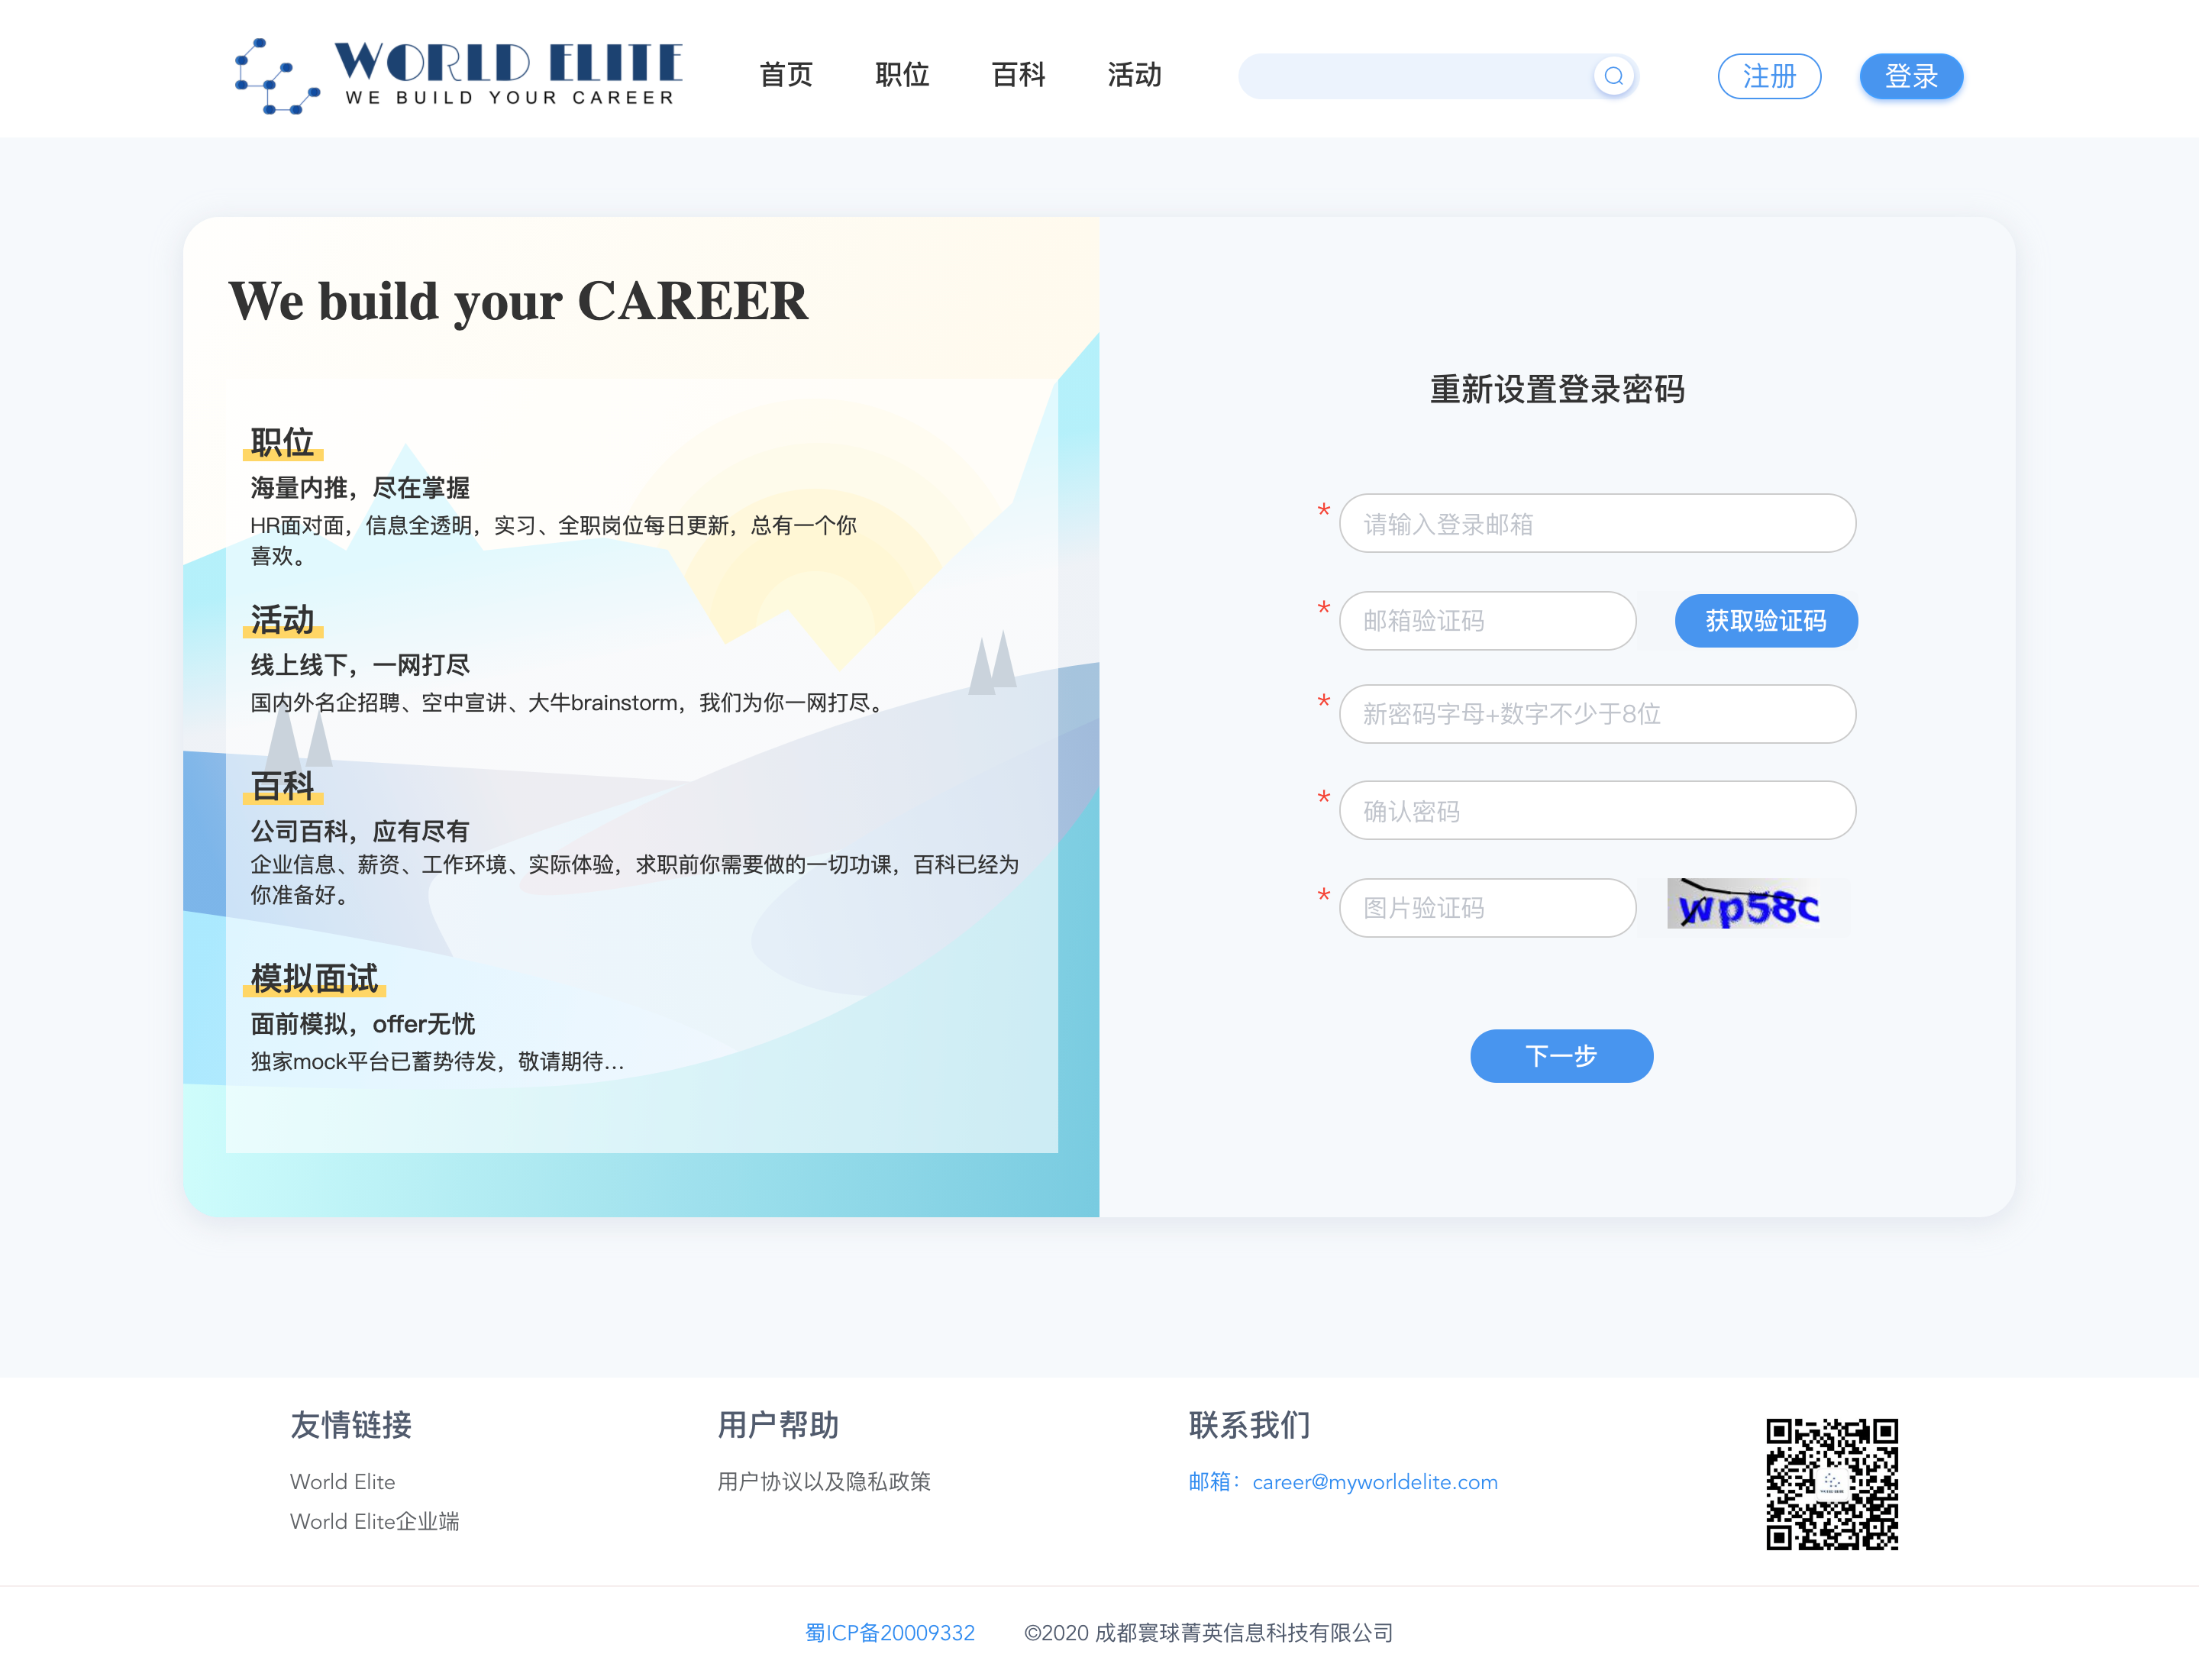 WORLD ELITE
WE BUILD YOUR CAREER
首页
职位
百科
活动
注册
登录
We build your CAREER
职位
海量内推，尽在掌握
HR面对面，信息全透明，实习、全职岗位每日更新，总有一个你
喜欢。
活动
线上线下，一网打尽
国内外名企招聘、空中宣讲、大牛brainstorm，我们为你一网打尽。
百科
公司百科，应有尽有
企业信息、薪资、工作环境、实际体验，求职前你需要做的一切功课，百科已经为
你准备好。
模拟面试
面前模拟，offer无忧
独家mock平台已蓄势待发，敬请期待...
重新设置登录密码
* 请输入登录邮箱
* 邮箱验证码
获取验证码
* 新密码字母+数字不少于8位
* 确认密码
* 图片验证码
wp58c
下一步
友情链接
World Elite
World Elite企业端
用户帮助
用户协议以及隐私政策
联系我们
邮箱：career@myworldelite.com
蜀ICP备20009332
©2020 成都寰球菁英信息科技有限公司